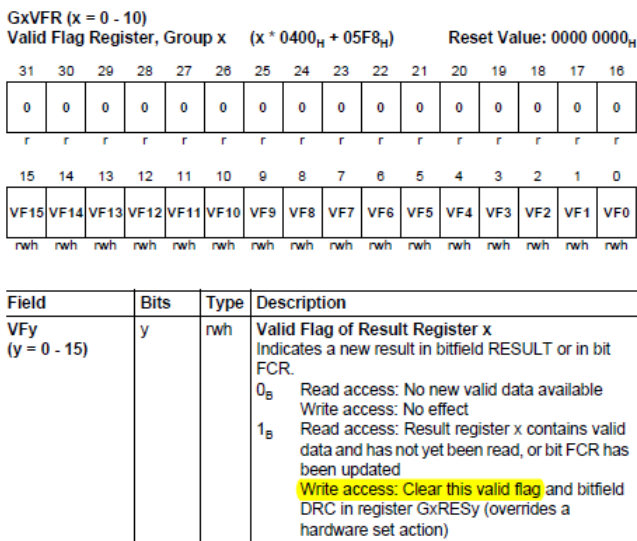 GxVFR (x = 0 - 10)
Valid Flag Register, Group x (x * 0400H + 05F8H) Reset Value: 0000 0000H
31 30 29 28 27 26 25 24 23 22 21 20 19 18 17 16
0 0 0 0 0 0 0 0 0 0 0 0 0 0 0 0
r r r r r r r r r r r r r r r r
15 14 13 12 11 10 9 8 7 6 5 4 3 2 1 0
VF15 VF14 VF13 VF12 VF11 VF10 VF9 VF8 VF7 VF6 VF5 VF4 VF3 VF2 VF1 VF0
rwh rwh rwh rwh rwh rwh rwh rwh rwh rwh rwh rwh rwh rwh rwh rwh
Field Bits Type Description
VFy y rwh Valid Flag of Result Register x
(y = 0 - 15) Indicates a new result in bitfield RESULT or in bit
FCR.
0B Read access: No new valid data available
Write access: No effect
1B Read access: Result register x contains valid
data and has not yet been read, or bit FCR has
been updated
Write access: Clear this valid flag and bitfield
DRC in register GxRESy (overrides a
hardware set action)